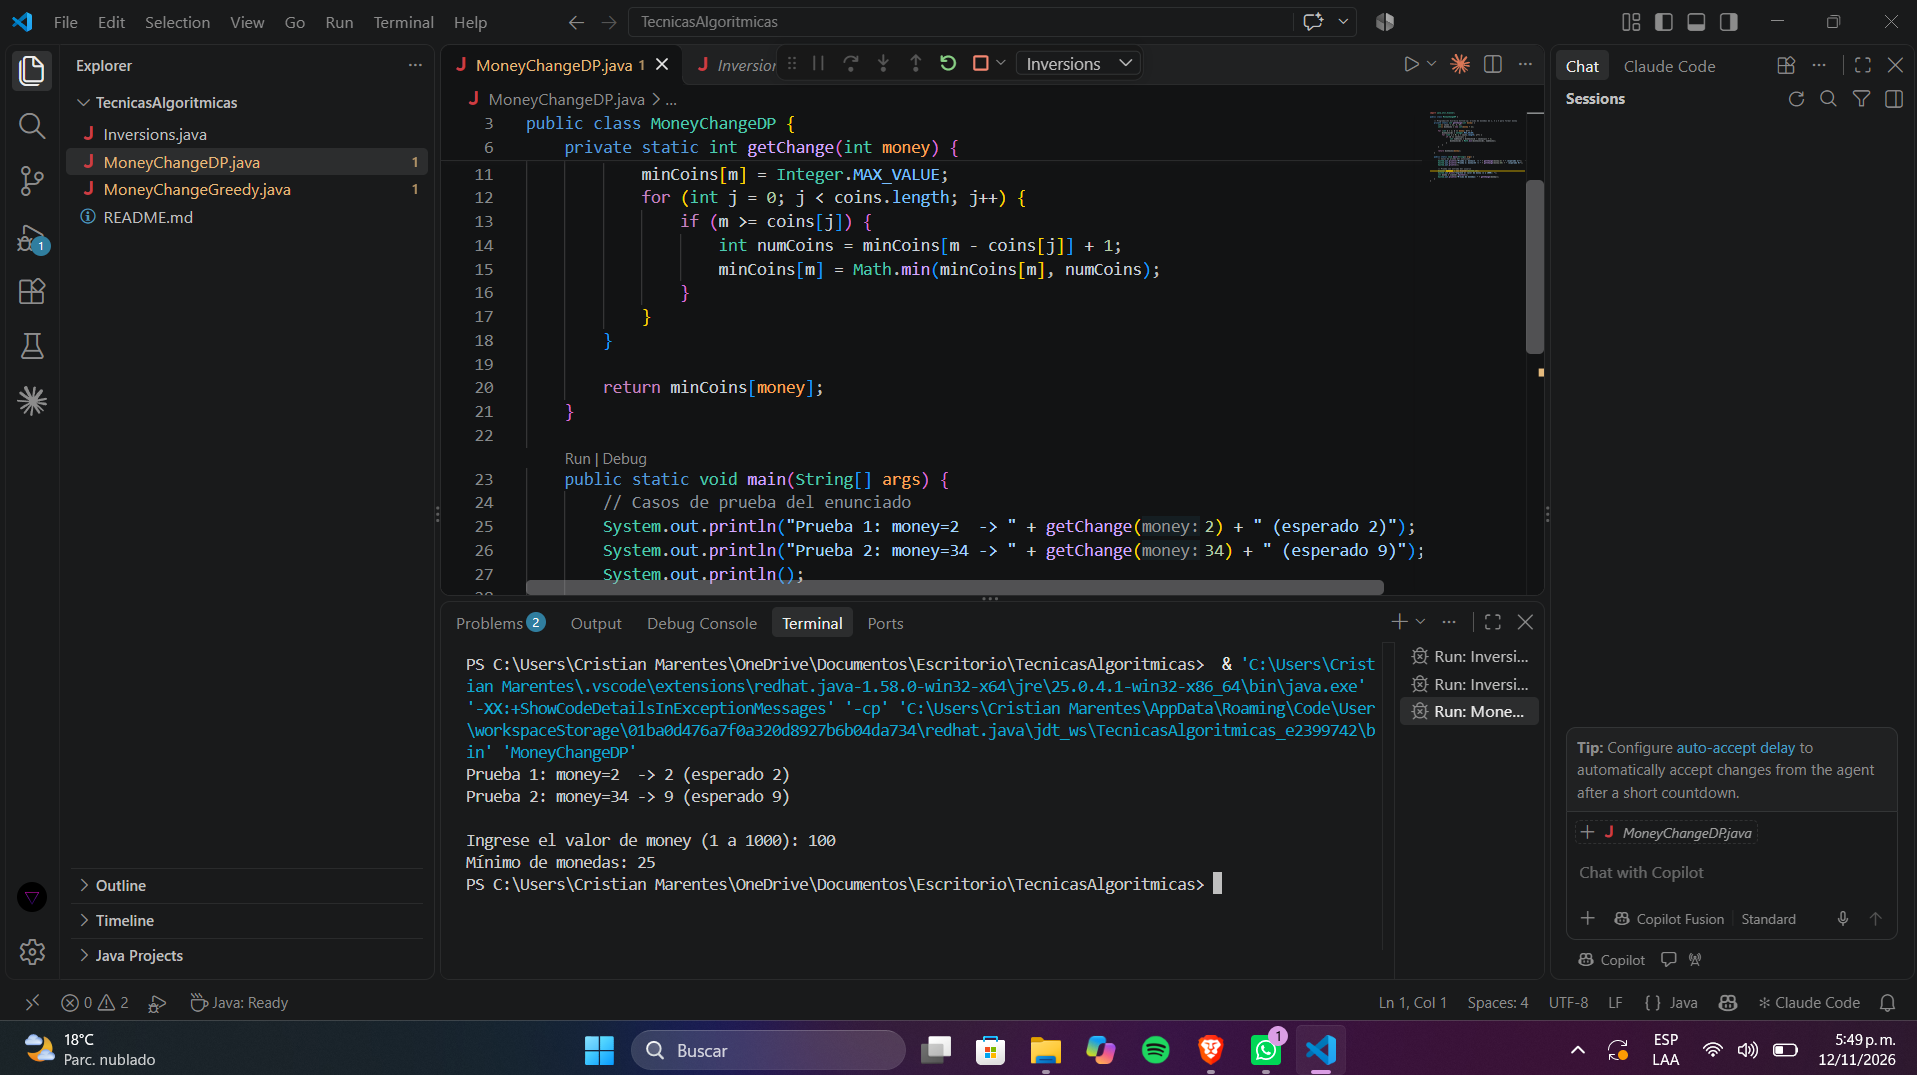 File Edit Selection View Go Run Terminal Help
TecnicasAlgoritmicas
Explorer
TecnicasAlgoritmicas
Inversions.java
MoneyChangeDP.java 1
MoneyChangeGreedy.java 1
README.md
1
Outline
Timeline
Java Projects
MoneyChangeDP.java 1
Inversions
MoneyChangeDP.java > ...
3 public class MoneyChangeDP {
6 private static int getChange(int money) {
11 minCoins[m] = Integer.MAX_VALUE;
12 for (int j = 0; j < coins.length; j++) {
13 if (m >= coins[j]) {
14 int numCoins = minCoins[m - coins[j]] + 1;
15 minCoins[m] = Math.min(minCoins[m], numCoins);
16 }
17 }
18 }
19
20 return minCoins[money];
21 }
22
Run | Debug
23 public static void main(String[] args) {
24 // Casos de prueba del enunciado
25 System.out.println("Prueba 1: money=2  -> " + getChange(money: 2) + " (esperado 2)");
26 System.out.println("Prueba 2: money=34 -> " + getChange(money: 34) + " (esperado 9)");
27 System.out.println();
Problems 2 Output Debug Console Terminal Ports
PS C:\Users\Cristian Marentes\OneDrive\Documentos\Escritorio\TecnicasAlgoritmicas>  & 'C:\Users\Crist
ian Marentes\.vscode\extensions\redhat.java-1.58.0-win32-x64\jre\25.0.4.1-win32-x86_64\bin\java.exe'
'-XX:+ShowCodeDetailsInExceptionMessages' '-cp' 'C:\Users\Cristian Marentes\AppData\Roaming\Code\User
\workspaceStorage\01ba0d476a7f0a320d8927b6b04da734\redhat.java\jdt_ws\TecnicasAlgoritmicas_e2399742\b
in' 'MoneyChangeDP'
Prueba 1: money=2  -> 2 (esperado 2)
Prueba 2: money=34 -> 9 (esperado 9)
Ingrese el valor de money (1 a 1000): 100
Mínimo de monedas: 25
PS C:\Users\Cristian Marentes\OneDrive\Documentos\Escritorio\TecnicasAlgoritmicas>
Run: Inversi...
Run: Inversi...
Run: Mone...
Chat Claude Code
Sessions
Tip: Configure auto-accept delay to
automatically accept changes from the agent
after a short countdown.
MoneyChangeDP.java
Chat with Copilot
Copilot Fusion Standard
Copilot
0 2 Java: Ready
Ln 1, Col 1 Spaces: 4 UTF-8 LF { } Java Claude Code
18°C
Parc. nublado
Buscar
1
ESP
LAA
5:49 p. m.
12/11/2026